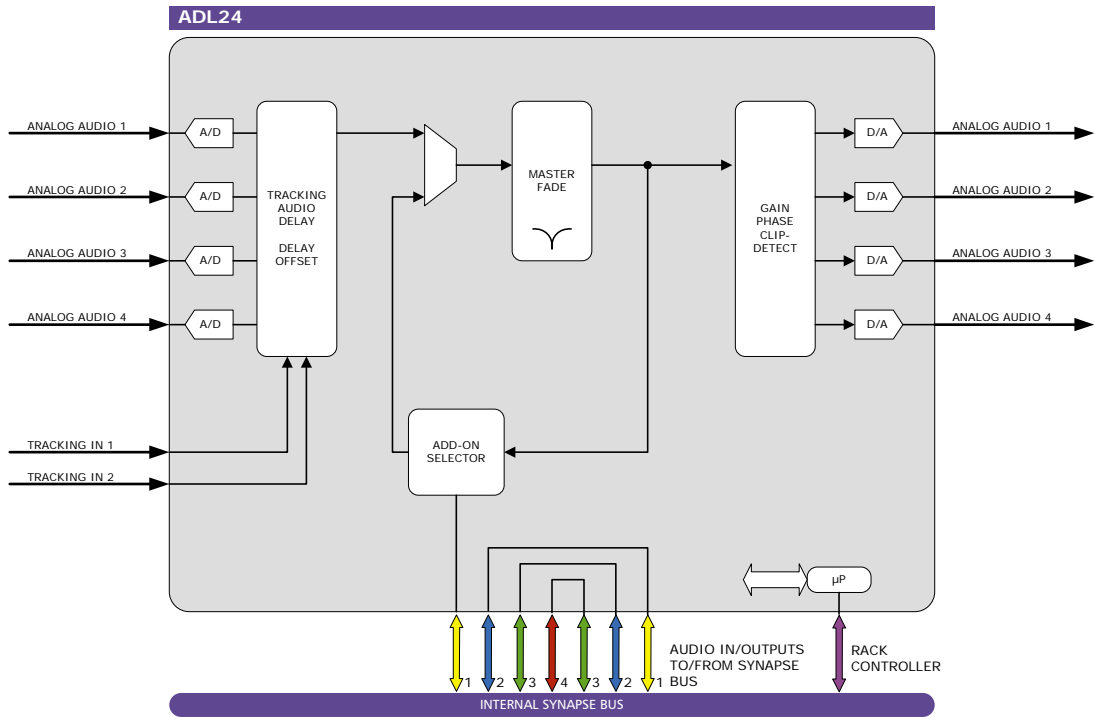 ADL24
ANALOG AUDIO 1
A/D
ANALOG AUDIO 2
A/D
ANALOG AUDIO 3
A/D
ANALOG AUDIO 4
A/D
TRACKING
AUDIO
DELAY
DELAY
OFFSET
MASTER
FADE
GAIN
PHASE
CLIP-
DETECT
D/A
ANALOG AUDIO 1
D/A
ANALOG AUDIO 2
D/A
ANALOG AUDIO 3
D/A
ANALOG AUDIO 4
TRACKING IN 1
TRACKING IN 2
ADD-ON
SELECTOR
µP
1 2 3 4 3 2 1
AUDIO IN/OUTPUTS
TO/FROM SYNAPSE
BUS
RACK
CONTROLLER
INTERNAL SYNAPSE BUS